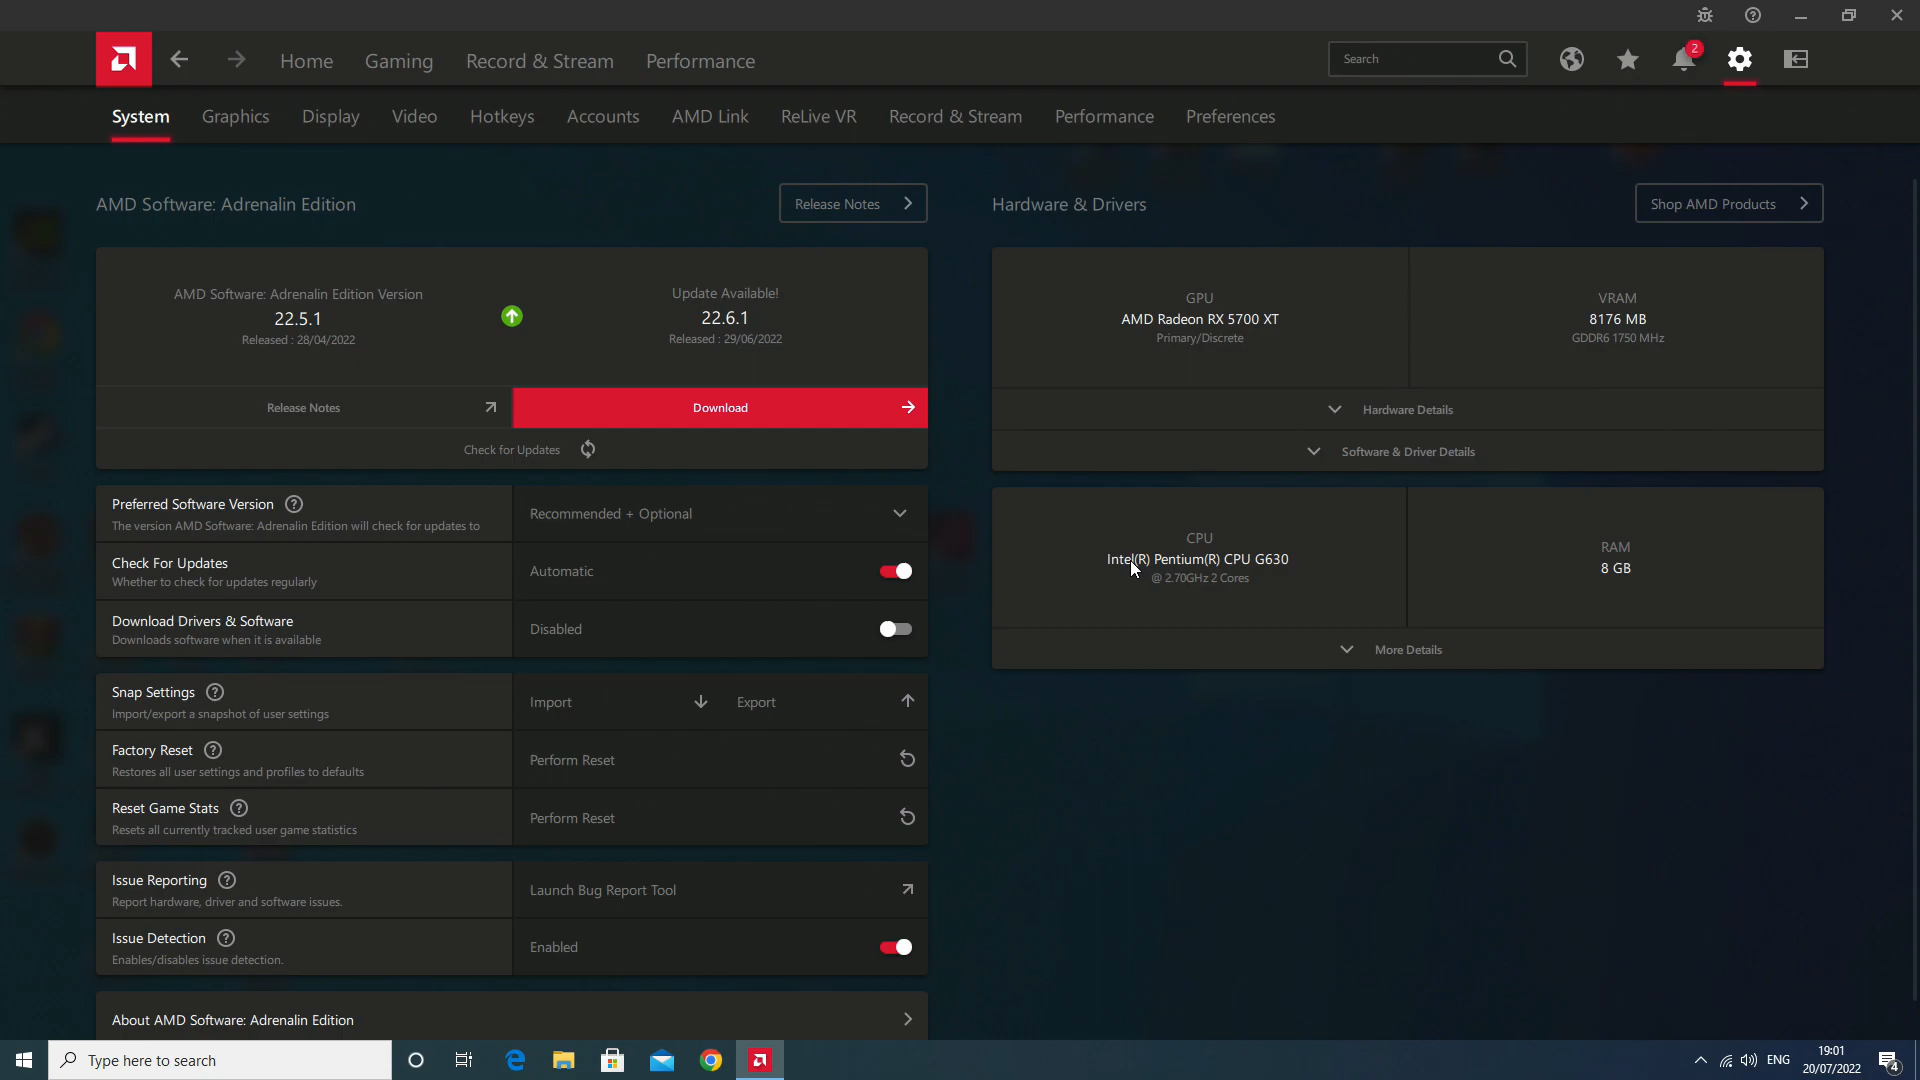 2
Home
Gaming
Record & Stream
Performance
Search
System
Graphics
Display
Video
Hotkeys
Accounts
AMD Link
ReLive VR
Record & Stream
Performance
Preferences
AMD Software: Adrenalin Edition
Release Notes
AMD Software: Adrenalin Edition Version
22.5.1
Released : 28/04/2022
Update Available!
22.6.1
Released : 29/06/2022
Release Notes
Download
Check for Updates
Preferred Software Version
The version AMD Software: Adrenalin Edition will check for updates to
Recommended + Optional
Check For Updates
Whether to check for updates regularly
Automatic
Download Drivers & Software
Downloads software when it is available
Disabled
Snap Settings
Import/export a snapshot of user settings
Import
Export
Factory Reset
Restores all user settings and profiles to defaults
Perform Reset
Reset Game Stats
Resets all currently tracked user game statistics
Perform Reset
Issue Reporting
Report hardware, driver and software issues.
Launch Bug Report Tool
Issue Detection
Enables/disables issue detection.
Enabled
About AMD Software: Adrenalin Edition
Hardware & Drivers
Shop AMD Products
GPU
AMD Radeon RX 5700 XT
Primary/Discrete
VRAM
8176 MB
GDDR6 1750 MHz
Hardware Details
Software & Driver Details
CPU
Intel(R) Pentium(R) CPU G630
@ 2.70GHz 2 Cores
RAM
8 GB
More Details
Type here to search
ENG
19:01
20/07/2022
4